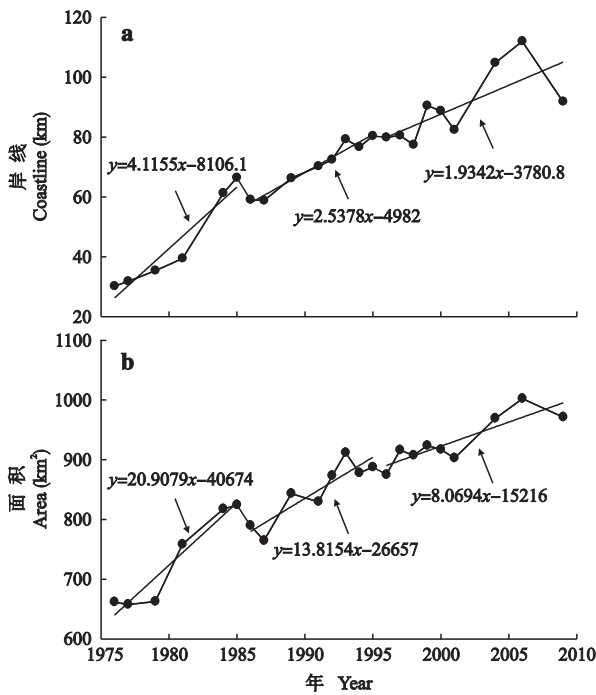 120
a
100
80
60
40
20
岸 线
Coastline (km)
y=4.1155x–8106.1
y=2.5378x–4982
y=1.9342x–3780.8
1100
b
1000
900
800
700
600
面 积
Area (km²)
y=20.9079x–40674
y=13.8154x–26657
y=8.0694x–15216
1975 1980 1985 1990 1995 2000 2005 2010
年 Year